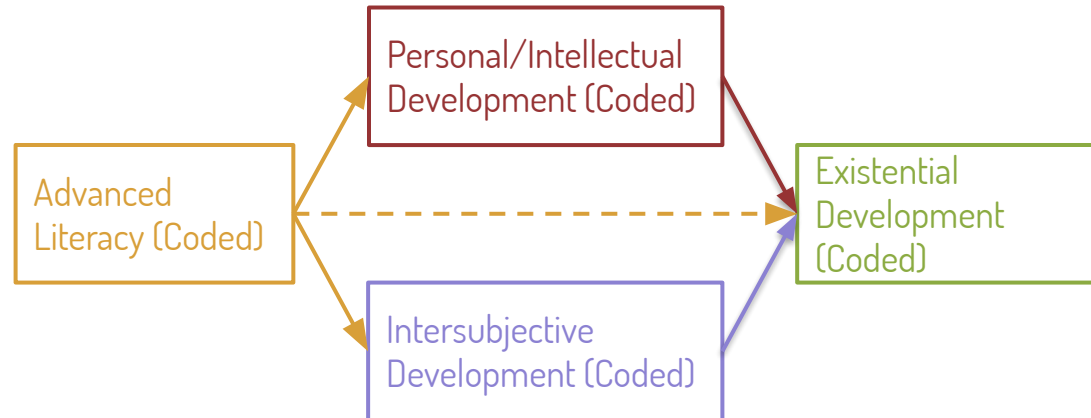 Personal/Intellectual
Development (Coded)
Advanced
Literacy (Coded)
Existential
Development
(Coded)
Intersubjective
Development (Coded)